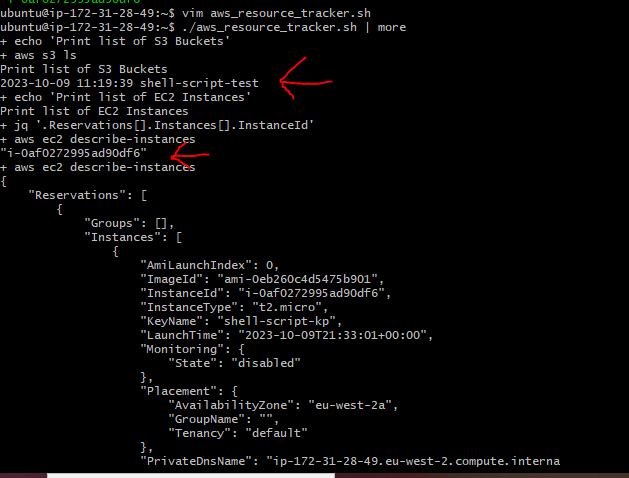 ubuntu@ip-172-31-28-49:~$ vim aws_resource_tracker.sh
ubuntu@ip-172-31-28-49:~$ ./aws_resource_tracker.sh | more
+ echo 'Print list of S3 Buckets'
+ aws s3 ls
Print list of S3 Buckets
2023-10-09 11:19:39 shell-script-test
+ echo 'Print list of EC2 Instances'
Print list of EC2 Instances
+ jq '.Reservations[].Instances[].InstanceId'
+ aws ec2 describe-instances
"i-0af0272995ad90df6"
+ aws ec2 describe-instances
{
    "Reservations": [
        {
            "Groups": [],
            "Instances": [
                {
                    "AmiLaunchIndex": 0,
                    "ImageId": "ami-0eb260c4d5475b901",
                    "InstanceId": "i-0af0272995ad90df6",
                    "InstanceType": "t2.micro",
                    "KeyName": "shell-script-kp",
                    "LaunchTime": "2023-10-09T21:33:01+00:00",
                    "Monitoring": {
                        "State": "disabled"
                    },
                    "Placement": {
                        "AvailabilityZone": "eu-west-2a",
                        "GroupName": "",
                        "Tenancy": "default"
                    },
                    "PrivateDnsName": "ip-172-31-28-49.eu-west-2.compute.interna